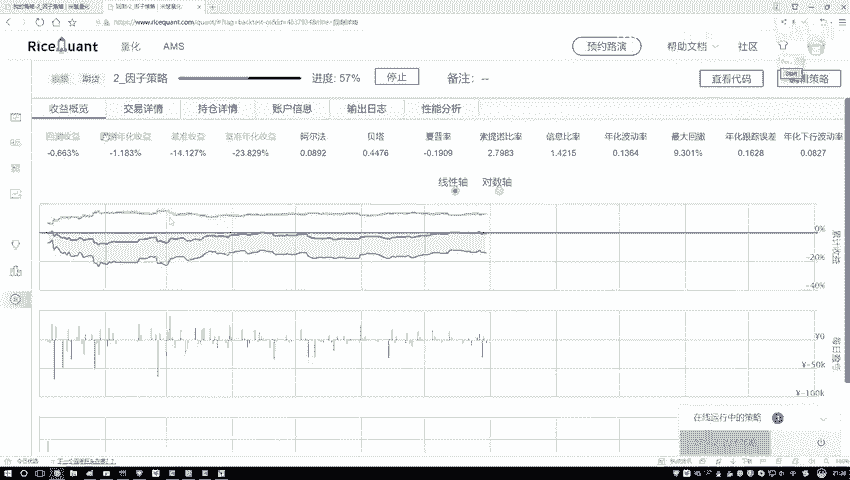 https://www.ricequant.com/quant/
RiceQuant 量化 AMS 预约路演 帮助文档 社区
股票 期货 2_因子策略 进度: 57% 停止 备注: -- 查看代码 编辑策略
收益概览 交易详情 持仓详情 账户信息 输出日志 性能分析
回测收益 回测年化收益 基准收益 基准年化收益 阿尔法 贝塔 夏普率 索提诺比率 信息比率 年化波动率 最大回撤 年化跟踪误差 年化下行波动率
-0.663% -1.183% -14.127% -23.829% 0.0892 0.4476 -0.1909 2.7983 1.4215 0.1364 9.301% 0.1628 0.0827
线性轴 对数轴
0%
-20%
-40%
累计收益
¥0
¥-50k
¥-100k
在线运行中的策略